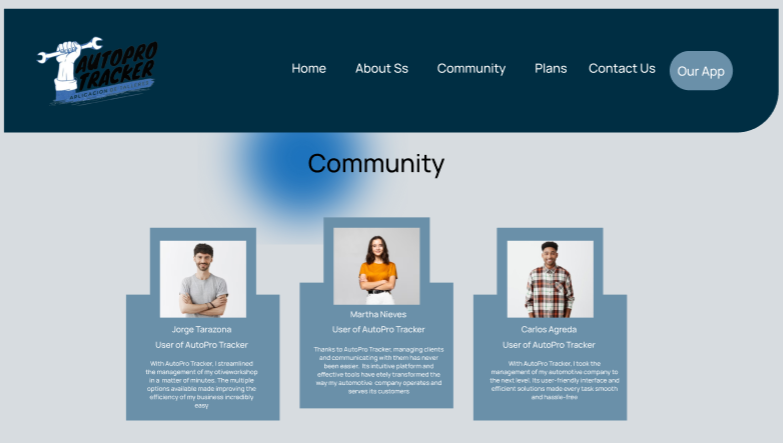 AUTOPRO
TRACKER
APLICACIÓN DE TALLERES
Home About Ss Community Plans Contact Us Our App
Community
Jorge Tarazona
User of AutoPro Tracker
With AutoPro Tracker, I streamlined
the management of my otiveworkshop
in a matter of minutes. The multiple
options available made improving the
efficiency of my business incredibly
easy
Martha Nieves
User of AutoPro Tracker
Thanks to AutoPro Tracker, managing clients
and communicating with them has never
been easier. Its intuitive platform and
effective tools have etely transformed the
way my automotive company operates and
serves its customers
Carlos Agreda
User of AutoPro Tracker
With AutoPro Tracker, I took the
management of my automotive company to
the next level. Its user-friendly interface and
efficient solutions made every task smooth
and hassle-free